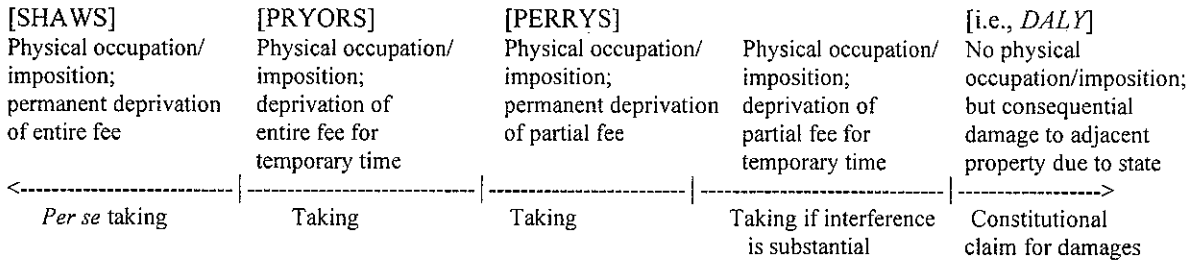 [SHAWS] [PRYORS] [PERRYS] [i.e., DALY]
Physical occupation/ Physical occupation/ Physical occupation/ Physical occupation/ No physical
imposition; imposition; imposition; imposition; occupation/imposition;
permanent deprivation deprivation of permanent deprivation deprivation of but consequential
of entire fee entire fee for of partial fee partial fee for damage to adjacent
temporary time temporary time property due to state
Per se taking Taking Taking Taking if interference Constitutional
is substantial claim for damages